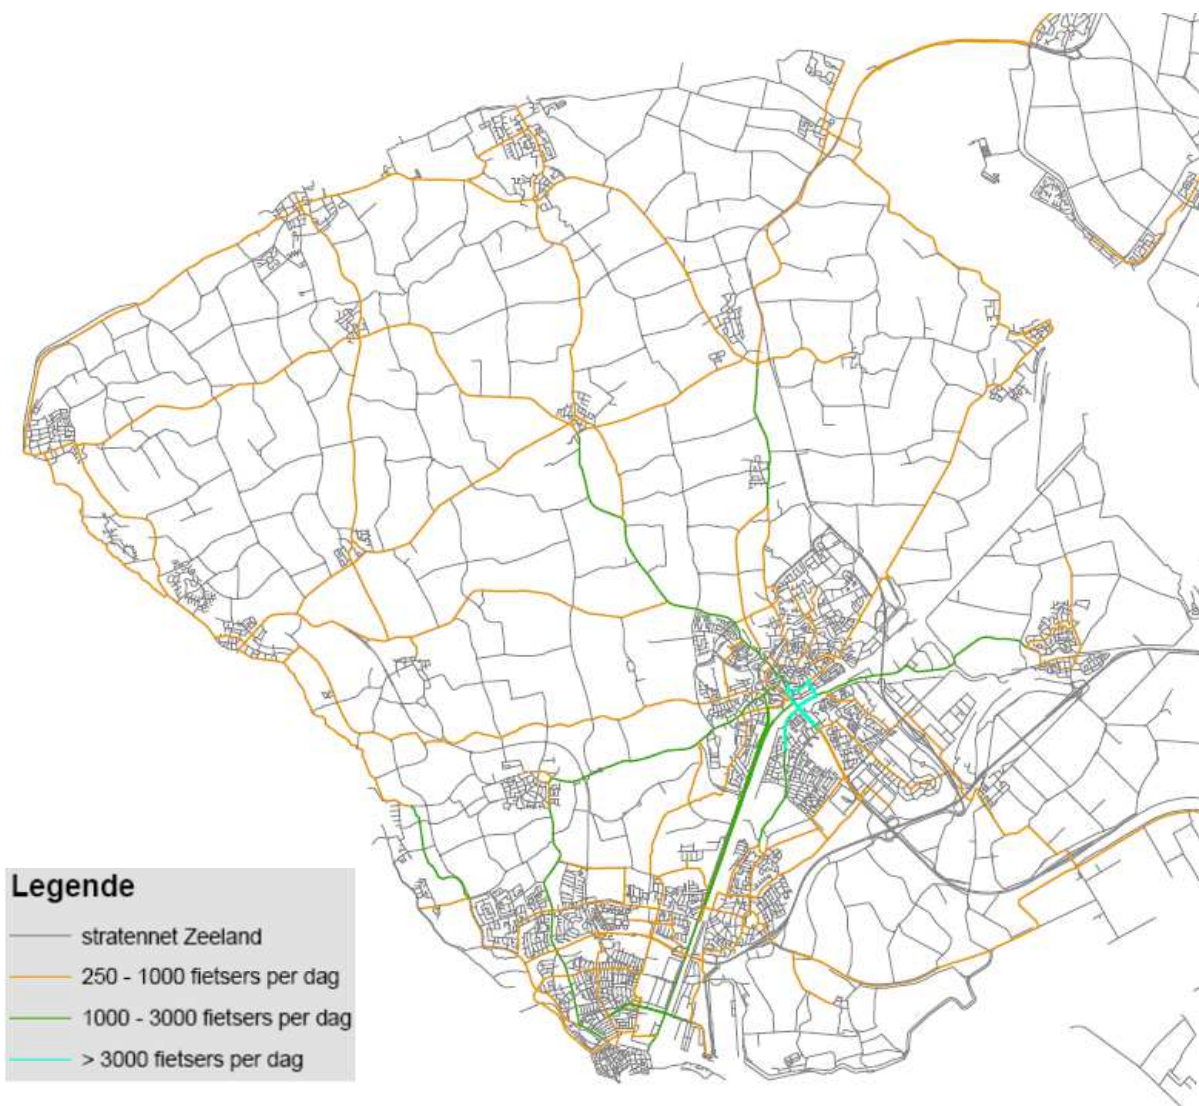 Legende
stratennet Zeeland
250 - 1000 fietsers per dag
1000 - 3000 fietsers per dag
> 3000 fietsers per dag